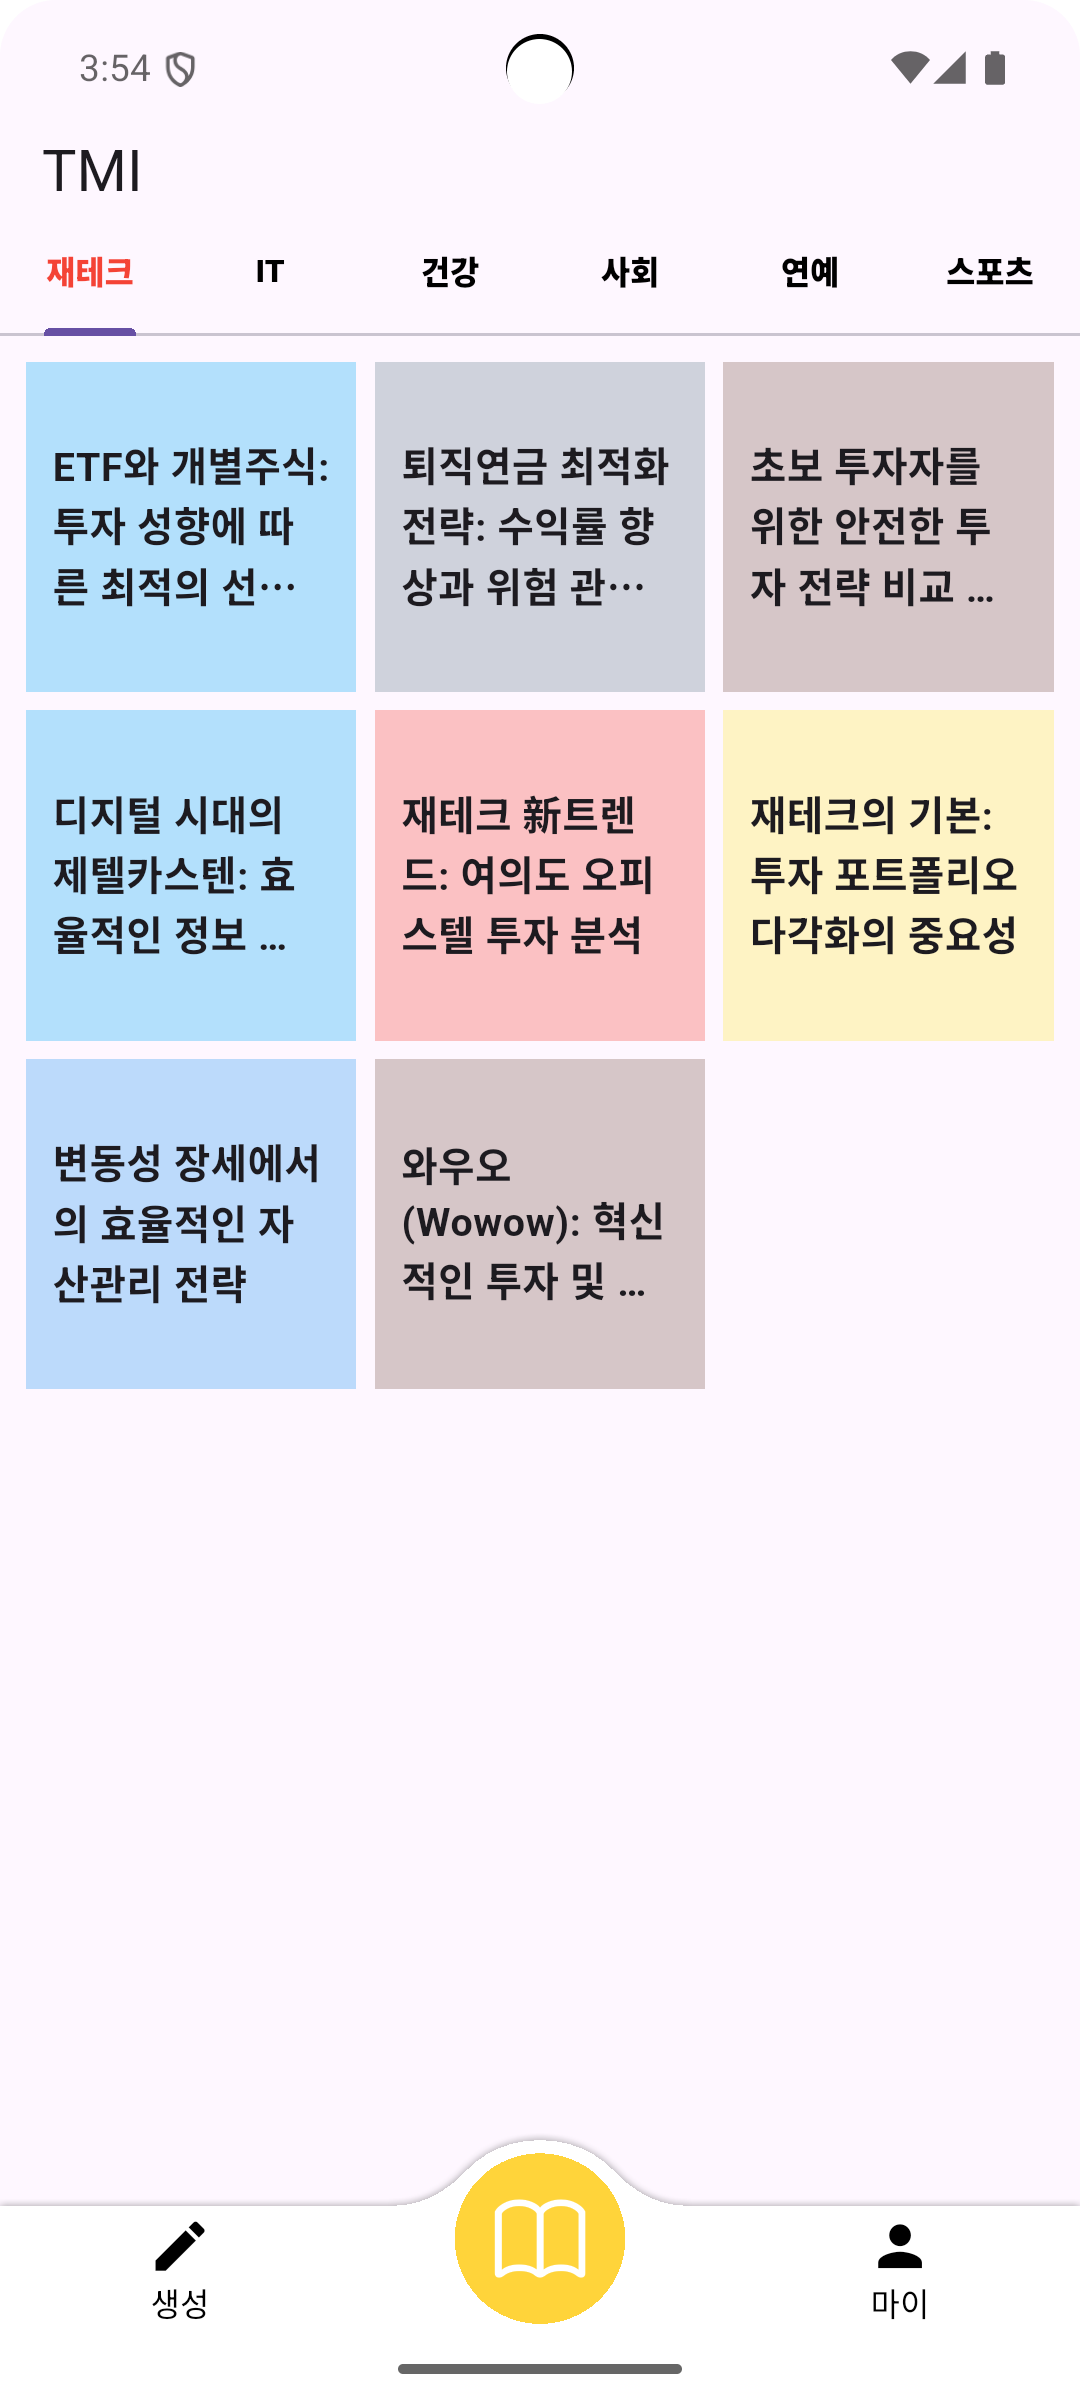 3:54
TMI
재테크 IT 건강 사회 연예 스포츠
ETF와 개별주식:
투자 성향에 따
른 최적의 선…
퇴직연금 최적화
전략: 수익률 향
상과 위험 관…
초보 투자자를
위한 안전한 투
자 전략 비교 ...
디지털 시대의
제텔카스텐: 효
율적인 정보 ...
재테크 新트렌
드: 여의도 오피
스텔 투자 분석
재테크의 기본:
투자 포트폴리오
다각화의 중요성
변동성 장세에서
의 효율적인 자
산관리 전략
와우오
(Wowow): 혁신
적인 투자 및 ...
생성
마이